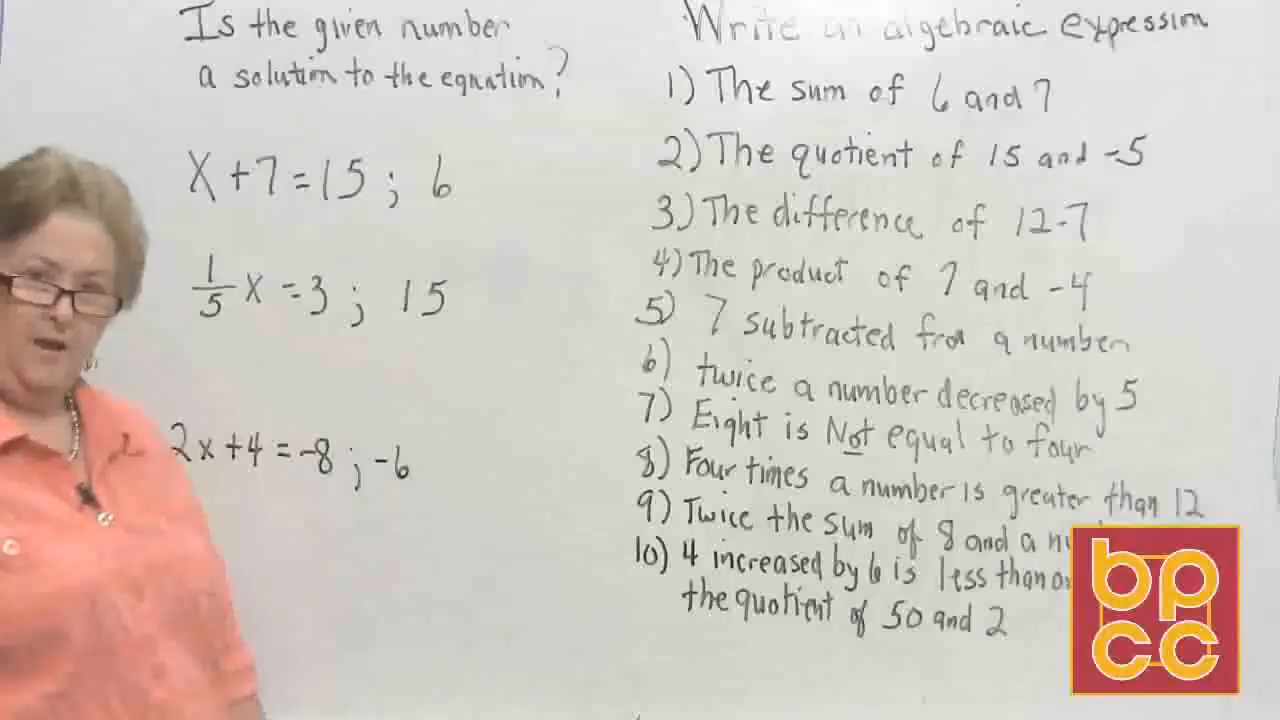 Is the given number
a solution to the equation?
x + 7 = 15 ; 6
1/5 x = 3 ; 15
2x + 4 = -8 ; -6
Write an algebraic expression
1) The sum of 6 and 7
2) The quotient of 15 and -5
3.) The difference of 12-7
4) The product of 7 and -4
5) 7 subtracted from a number
6) twice a number decreased by 5
7) Eight is Not equal to four
8) Four times a number is greater than 12
9) Twice the sum of 8 and a
10) 4 increased by 6 is less than
the quotient of 50 and 2
bp
cc